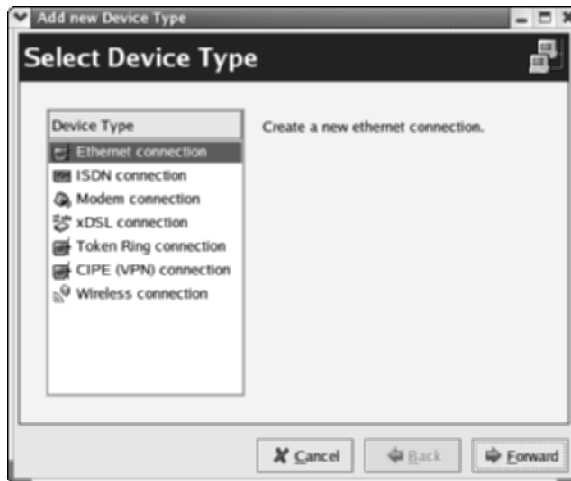 Add new Device Type
Select Device Type
Device Type
Ethernet connection
ISDN connection
Modem connection
xDSL connection
Token Ring connection
CIPE (VPN) connection
Wireless connection
Create a new ethernet connection.
Cancel
Back
Forward